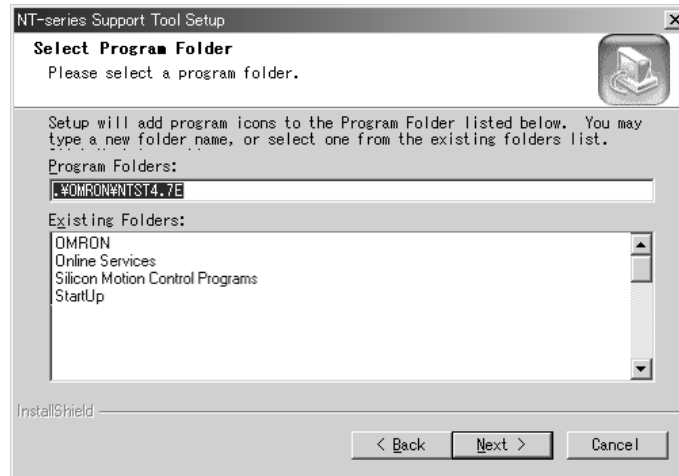 NT-series Support Tool Setup
Select Program Folder
Please select a program folder.
Setup will add program icons to the Program Folder listed below.  You may
type a new folder name, or select one from the existing folders list.
Program Folders:
.¥OMRON¥NTST4.7E
Existing Folders:
OMRON
Online Services
Silicon Motion Control Programs
StartUp
InstallShield
< Back
Next >
Cancel